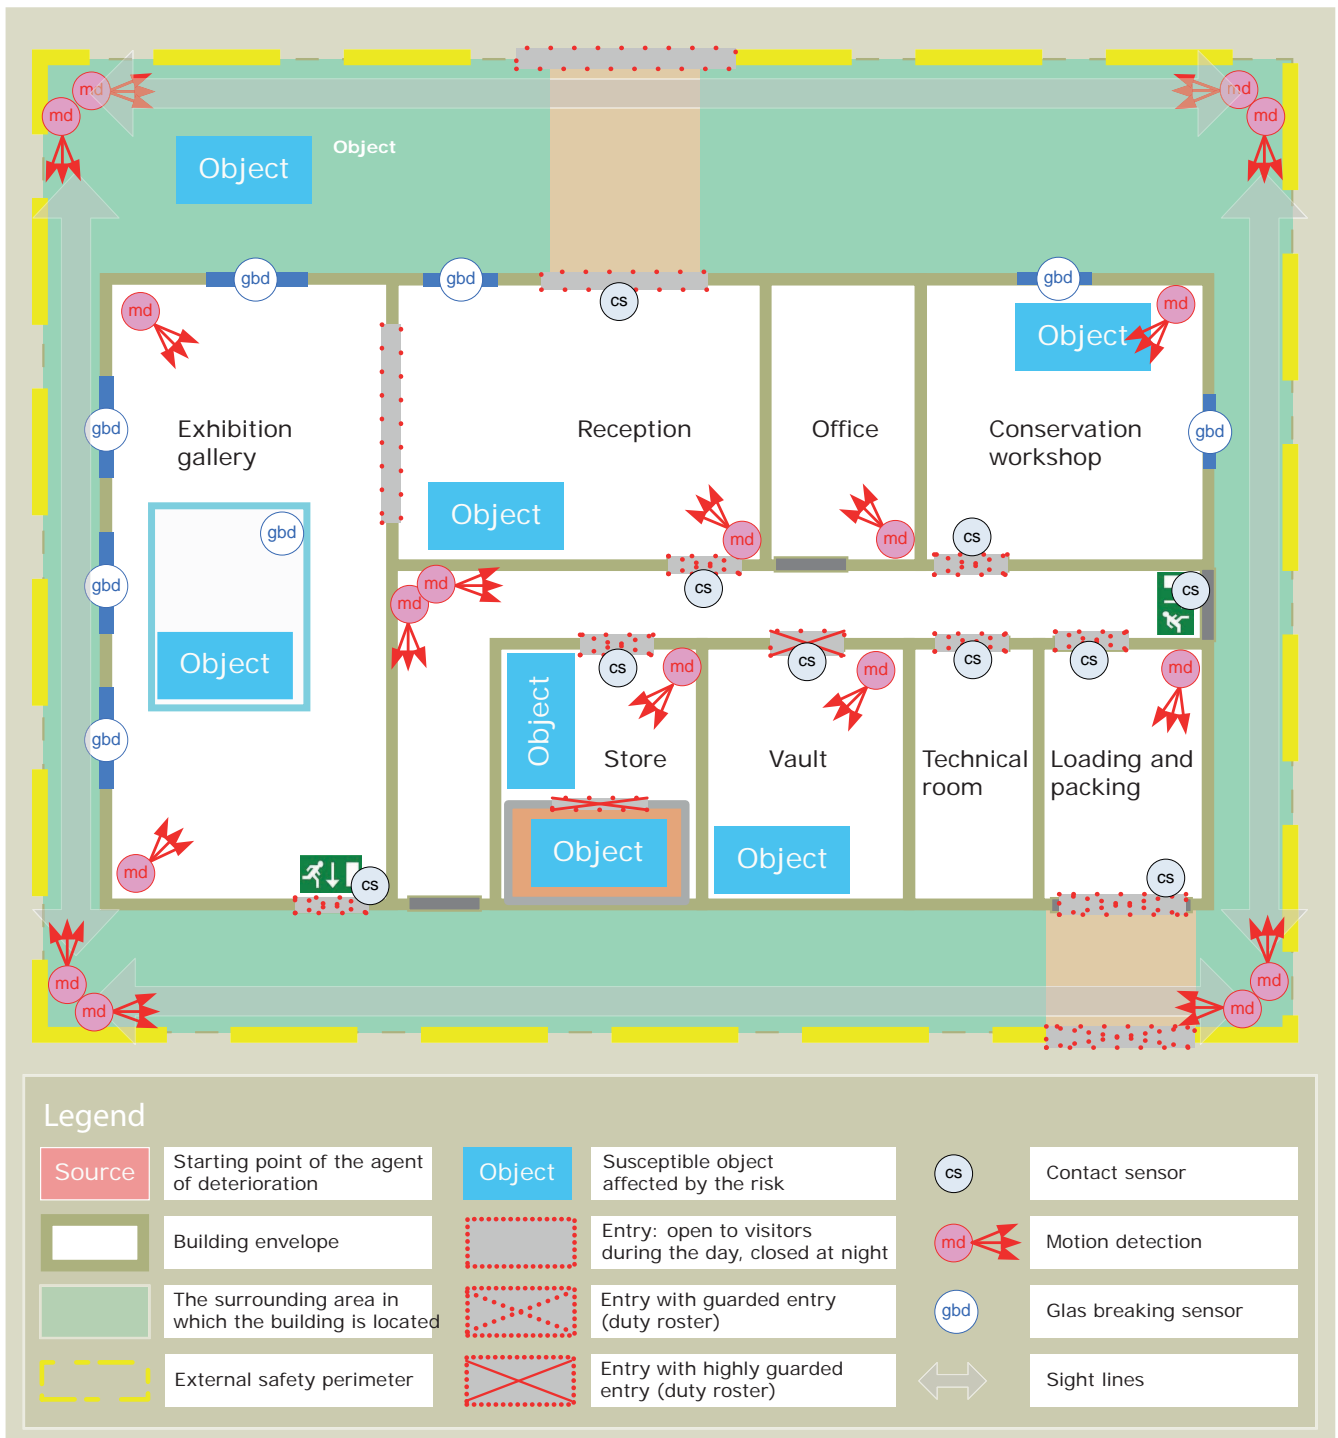 md
md
md
md
Object
Object
gbd
gbd
gbd
cs
md
md
Object
gbd
gbd
Exhibition
gallery
Reception
Office
Conservation
workshop
Object
gbd
cs
md
md
gbd
md
md
cs
cs
Object
cs
md
cs
md
cs
cs
md
Object
gbd
Store
Vault
Technical
room
Loading and
packing
Object
Object
md
cs
cs
md
md
md
md
Legend
Source
Starting point of the agent
of deterioration
Object
Susceptible object
affected by the risk
cs
Contact sensor
Building envelope
Entry: open to visitors
during the day, closed at night
md
Motion detection
The surrounding area in
which the building is located
Entry with guarded entry
(duty roster)
gbd
Glas breaking sensor
External safety perimeter
Entry with highly guarded
entry (duty roster)
Sight lines